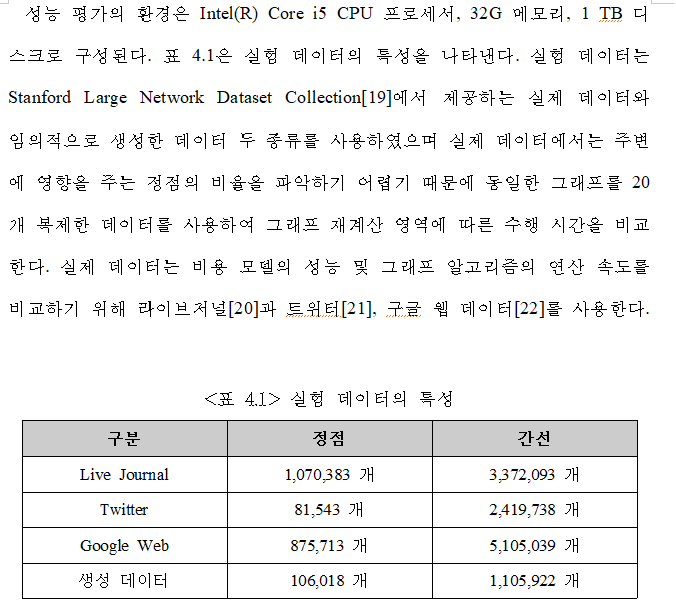 성능 평가의 환경은 Intel(R) Core i5 CPU 프로세서, 32G 메모리, 1 TB 디
스크로 구성된다. 표 4.1은 실험 데이터의 특성을 나타낸다. 실험 데이터는
Stanford Large Network Dataset Collection[19]에서 제공하는 실제 데이터와
임의적으로 생성한 데이터 두 종류를 사용하였으며 실제 데이터에서는 주변
에 영향을 주는 정점의 비율을 파악하기 어렵기 때문에 동일한 그래프를 20
개 복제한 데이터를 사용하여 그래프 재계산 영역에 따른 수행 시간을 비교
한다. 실제 데이터는 비용 모델의 성능 및 그래프 알고리즘의 연산 속도를
비교하기 위해 라이브저널[20]과 트위터[21], 구글 웹 데이터[22]를 사용한다.
<표 4.1> 실험 데이터의 특성
구분 정점 간선
Live Journal 1,070,383 개 3,372,093 개
Twitter 81,543 개 2,419,738 개
Google Web 875,713 개 5,105,039 개
생성 데이터 106,018 개 1,105,922 개